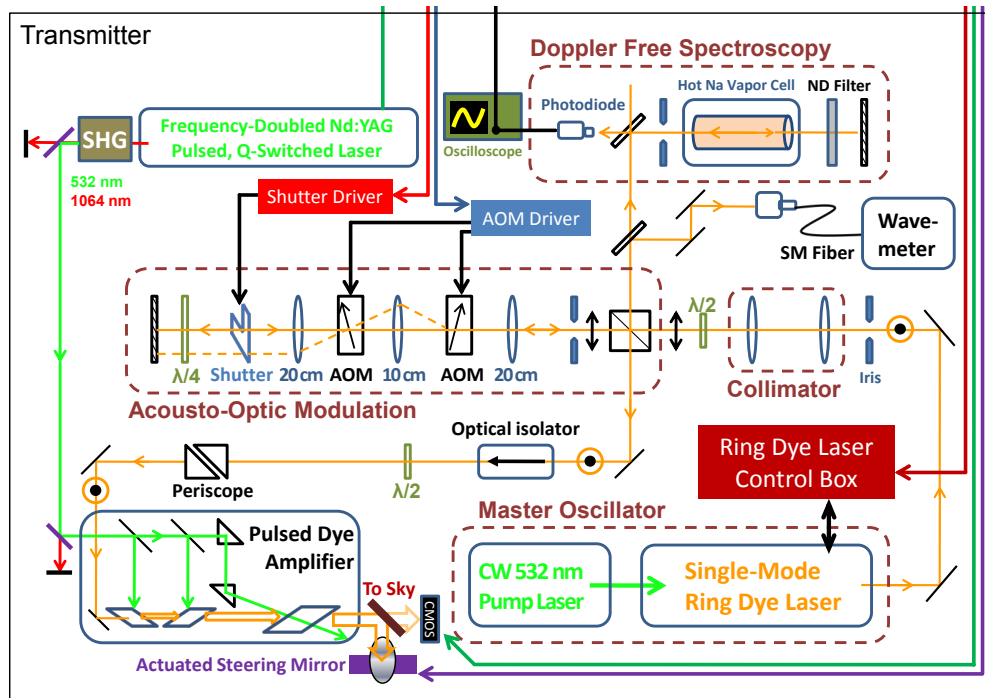 Transmitter
Doppler Free Spectroscopy
Photodiode
Hot Na Vapor Cell
ND Filter
Oscilloscope
SHG
Frequency-Doubled Nd:YAG
Pulsed, Q-Switched Laser
532 nm
1064 nm
Shutter Driver
AOM Driver
SM Fiber
Wave-
meter
λ/4
Shutter
20 cm
AOM
10 cm
AOM
20 cm
λ/2
Iris
Acousto-Optic Modulation
Collimator
Optical isolator
Periscope
λ/2
Ring Dye Laser
Control Box
Master Oscillator
Pulsed Dye
Amplifier
CW 532 nm
Pump Laser
Single-Mode
Ring Dye Laser
To Sky
CMOS
Actuated Steering Mirror